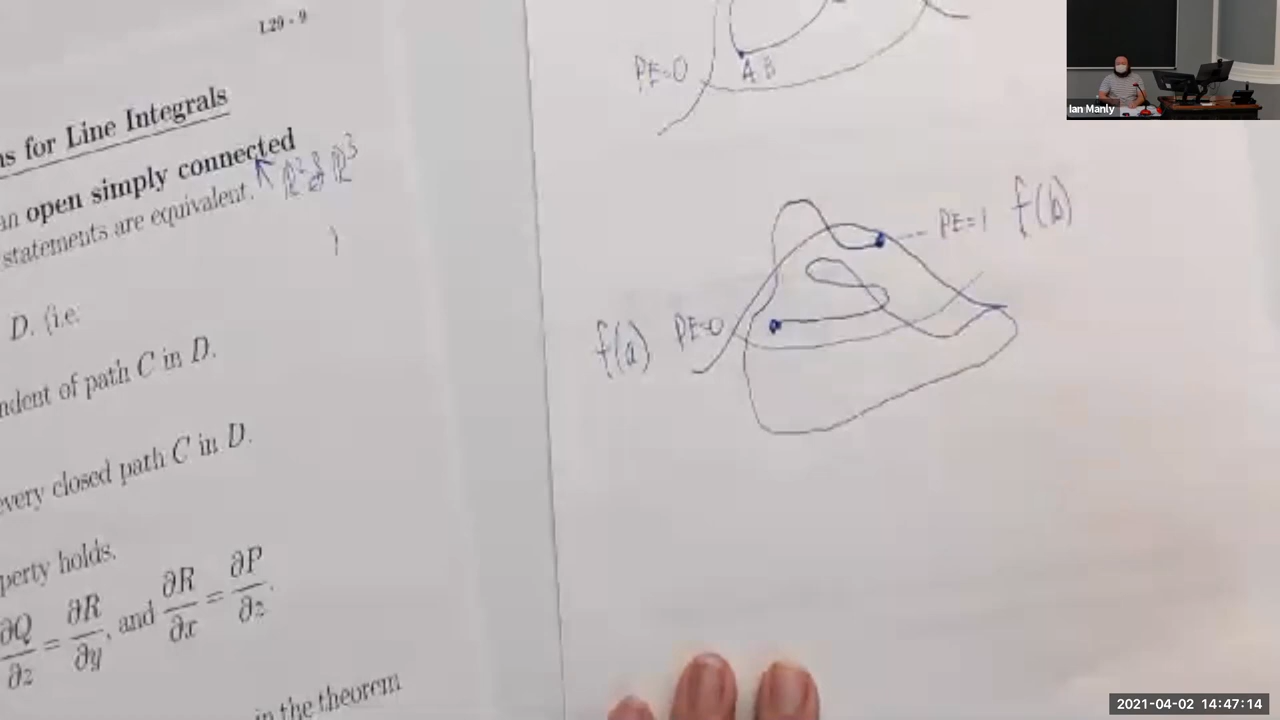 L29 - 9
ns for Line Integrals
an open simply connected
ℝ² & ℝ³
statements are equivalent.
D. (i.e.
ndent of path C in D.
every closed path C in D.
perty holds.
∂Q/∂z = ∂R/∂y, and ∂R/∂x = ∂P/∂z.
in the theorem
PE=0
A B
PE=1 f(b)
f(a) PE=0
Ian Manly
2021-04-02 14:47:14